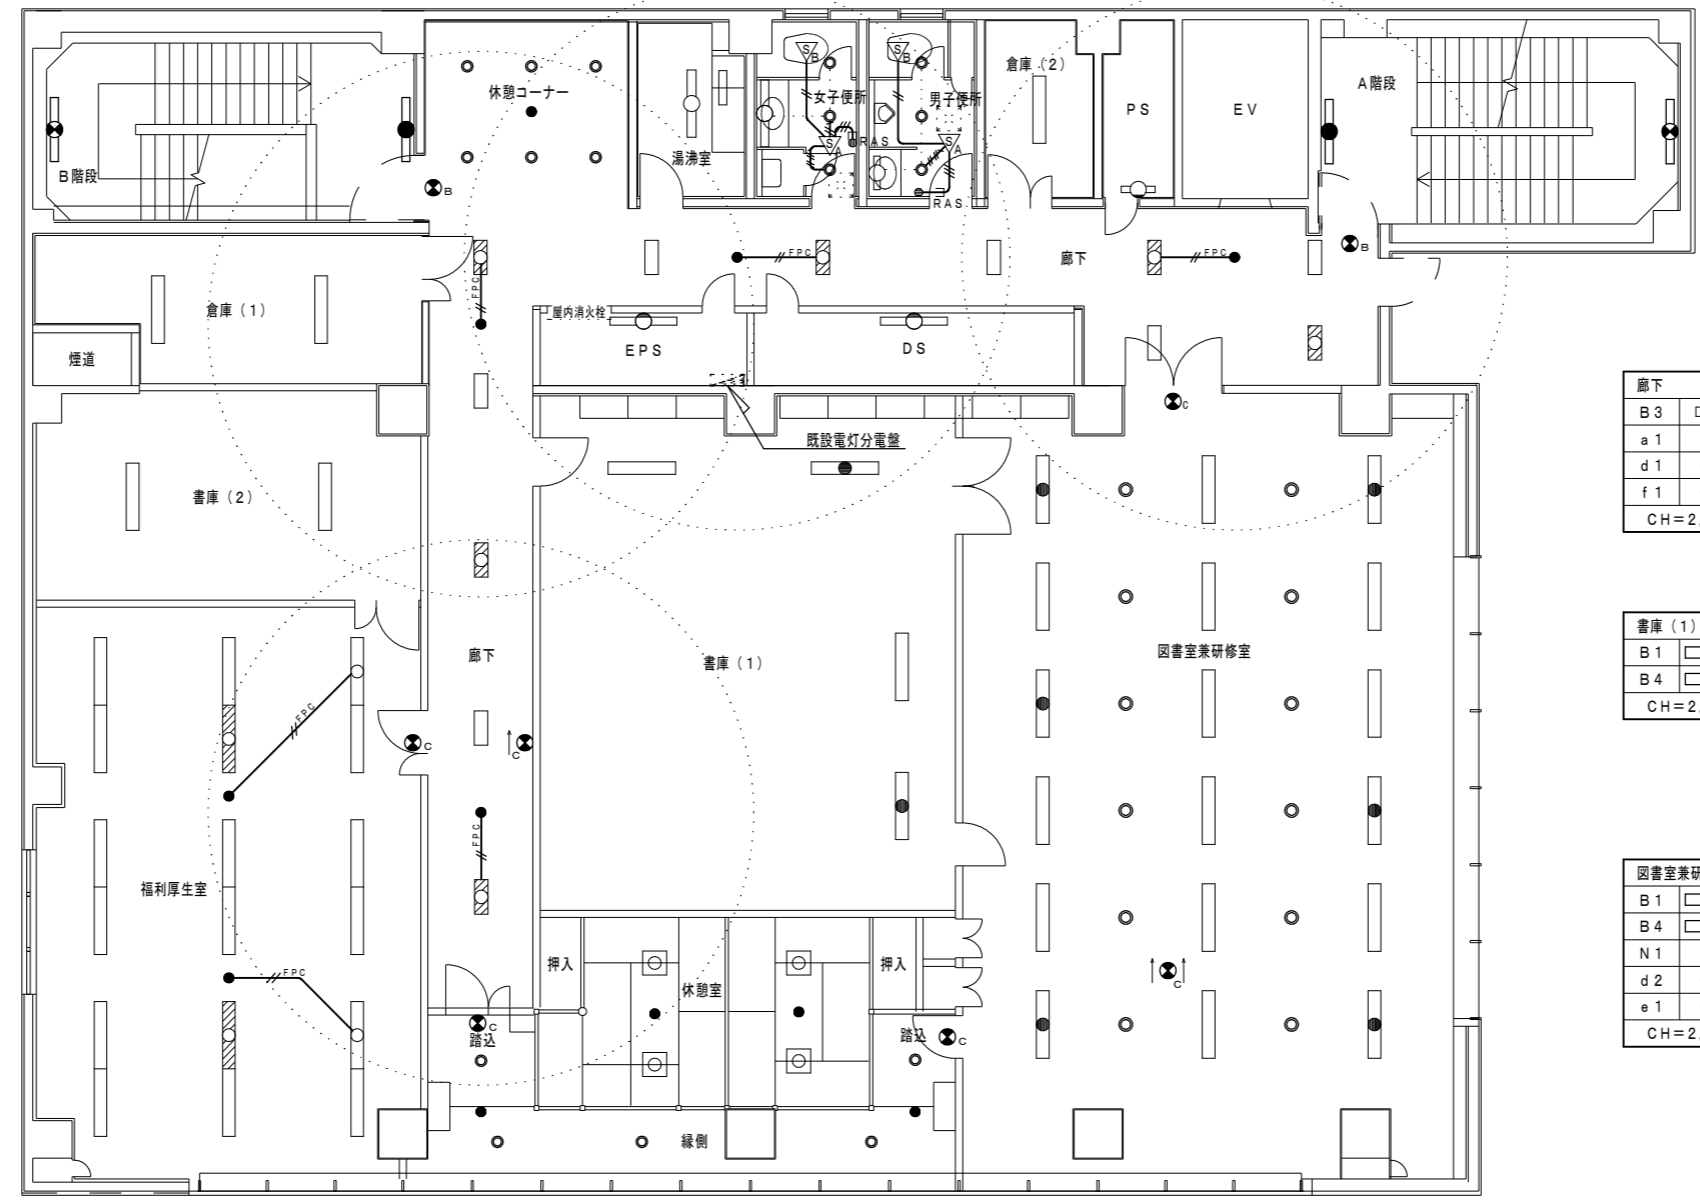 休憩コーナー
女子便所
男子便所
倉庫（2）
PS
EV
A階段
S
B
S
B
湯沸室
B階段
S
A
RAS
S
A
RAS
B
B
FPC
FPC
廊下
FPC
倉庫（1）
屋内消火栓
EPS
DS
煙道
C
既設電灯分電盤
書庫（2）
廊下
書庫（1）
図書室兼研修室
FPC
C
C
FPC
福利厚生室
FPC
押入
休憩室
押入
C
C
踏込
踏込
C
縁側
廊下
B3
a1
d1
f1
CH=2.
書庫（1）
B1
B4
CH=2.
図書室兼研
B1
B4
N1
d2
e1
CH=2.